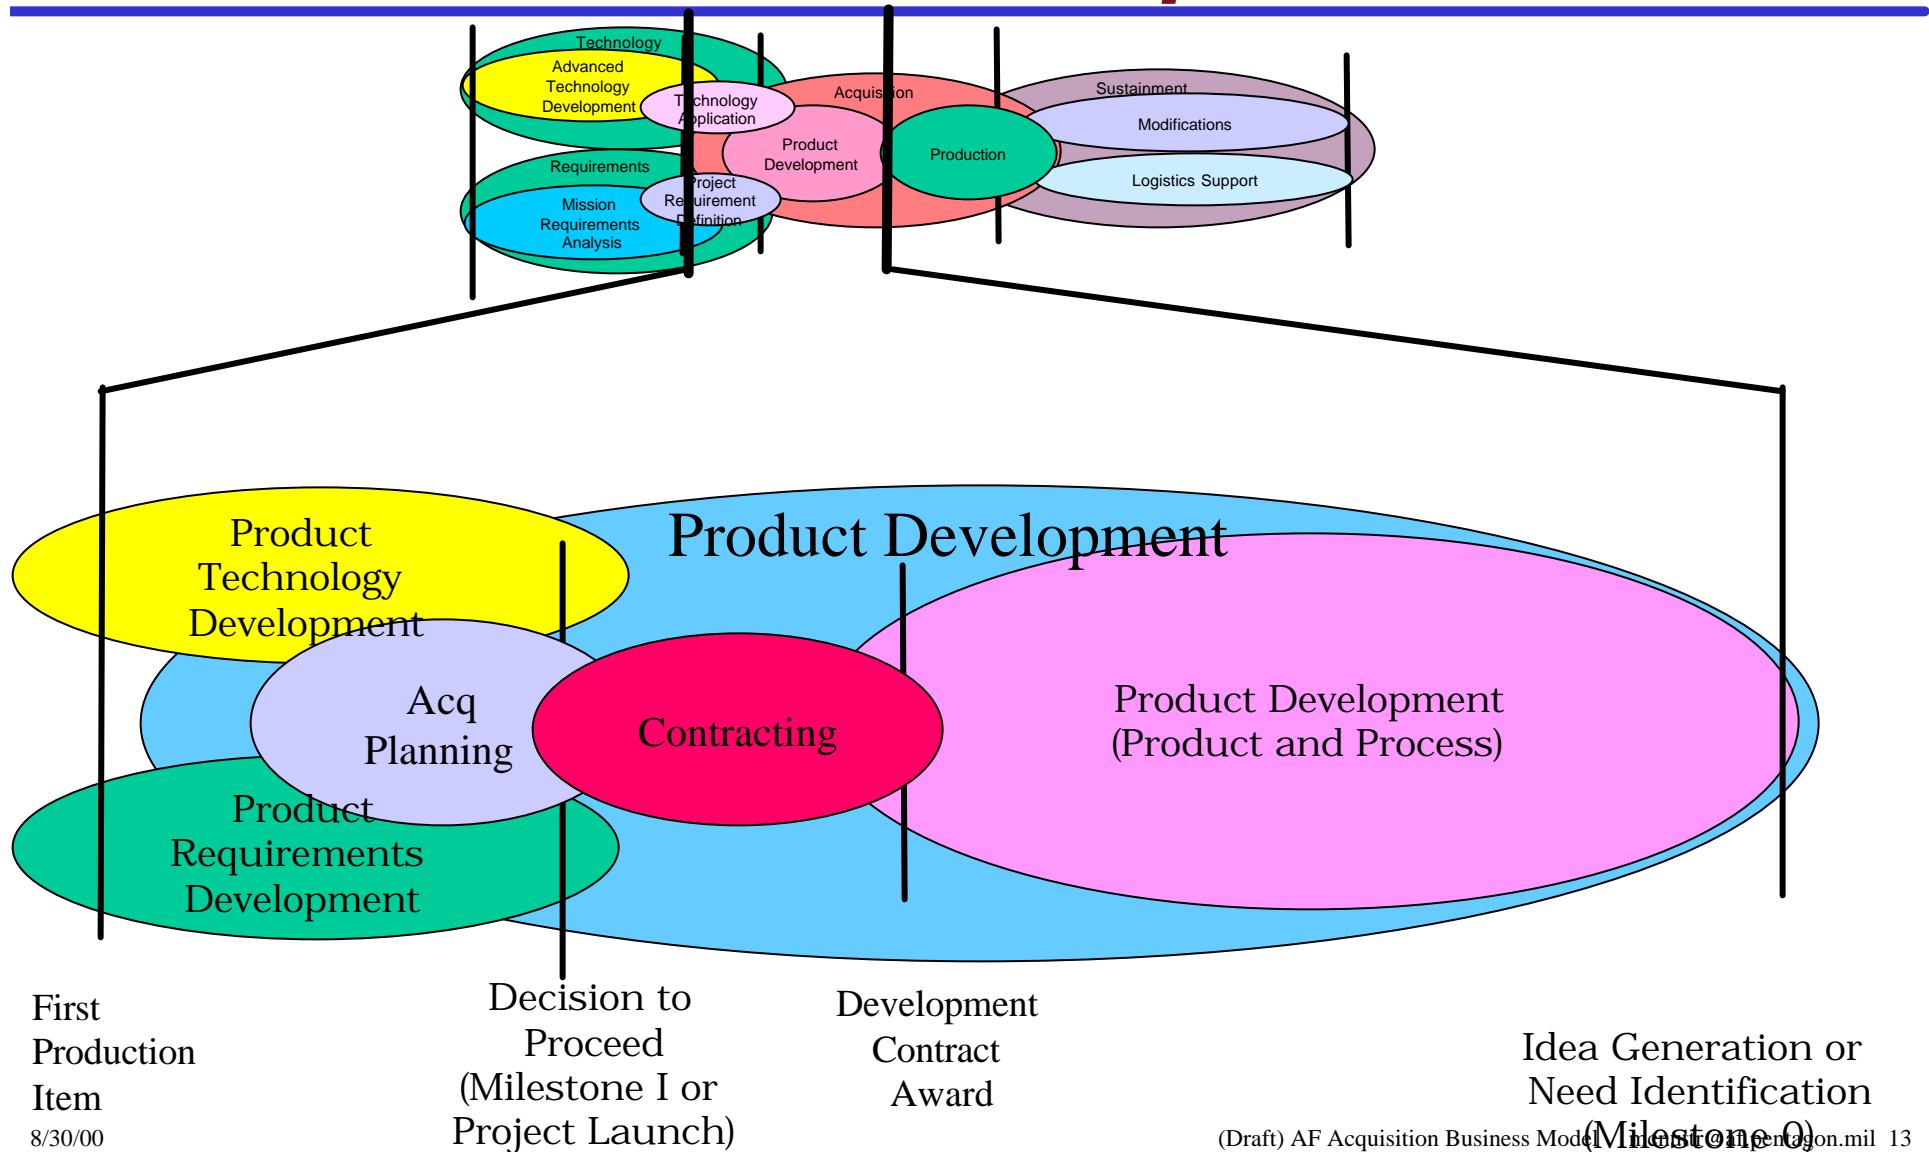 Technology
Advanced
Technology
Development
Technology
Application
Requirements
Project
Requirement
Definition
Mission
Requirements
Analysis
Acquisition
Product
Development
Production
Sustainment
Modifications
Logistics Support
Product Development
Product
Technology
Development
Acq
Planning
Contracting
Product Development
(Product and Process)
Product
Requirements
Development
First
Production
Item
Decision to
Proceed
(Milestone I or
Project Launch)
Development
Contract
Award
Idea Generation or
Need Identification
(Milestone 0)
8/30/00
(Draft) AF Acquisition Business Model 13